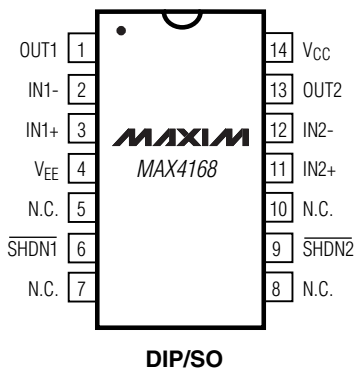 OUT1 1
IN1- 2
IN1+ 3
VEE 4
N.C. 5
SHDN1 6
N.C. 7
MAXIM
MAX4168
14 VCC
13 OUT2
12 IN2-
11 IN2+
10 N.C.
9 SHDN2
8 N.C.
DIP/SO